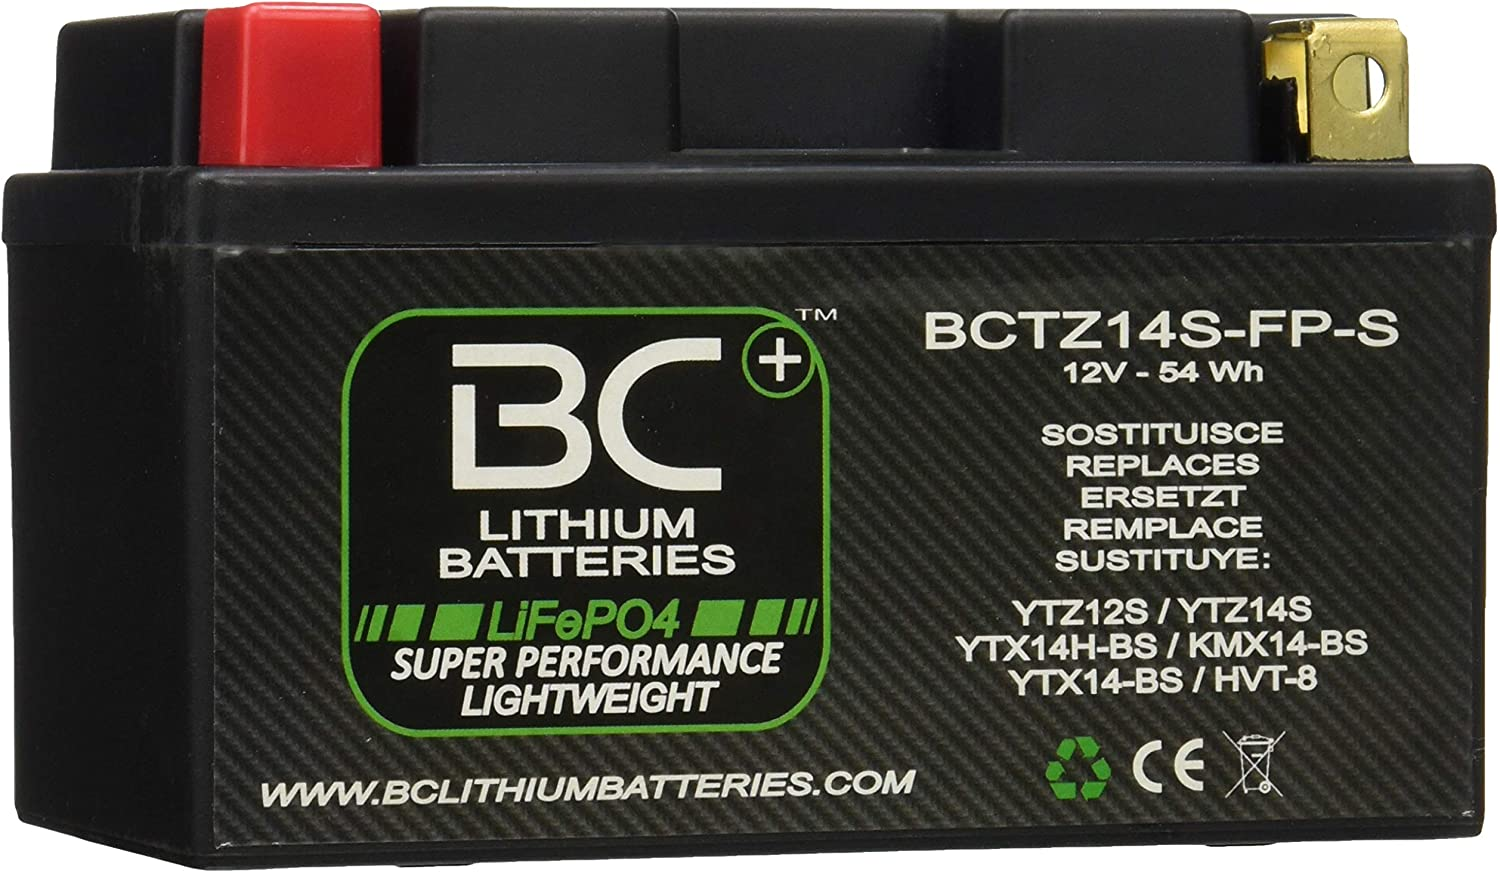 BC+™
LITHIUM
BATTERIES
LiFePO4
SUPER PERFORMANCE
LIGHTWEIGHT
WWW.BCLITHIUMBATTERIES.COM
BCTZ14S-FP-S
12V - 54 Wh
SOSTITUISCE
REPLACES
ERSETZT
REMPLACE
SUSTITUYE:
YTZ12S / YTZ14S
YTX14H-BS / KMX14-BS
YTX14-BS / HVT-8
CE